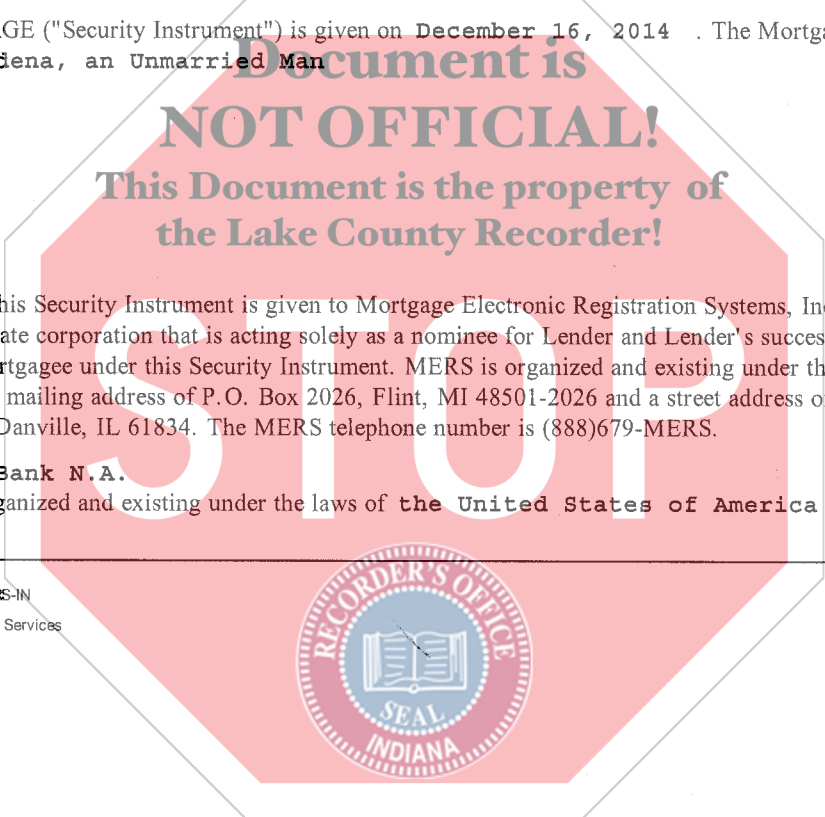 GE ("Security Instrument") is given on December 16, 2014 . The Mortga
dena, an Unmarried Man
Document is
NOT OFFICIAL!
This Document is the property of
the Lake County Recorder!
STOP
his Security Instrument is given to Mortgage Electronic Registration Systems, Inc
ate corporation that is acting solely as a nominee for Lender and Lender's succes
rtgagee under this Security Instrument. MERS is organized and existing under th
mailing address of P.O. Box 2026, Flint, MI 48501-2026 and a street address o
Danville, IL 61834. The MERS telephone number is (888)679-MERS.
Bank N.A.
ganized and existing under the laws of the United States of America
S-IN
Services
RECORDER'S OFFICE
SEAL
INDIANA